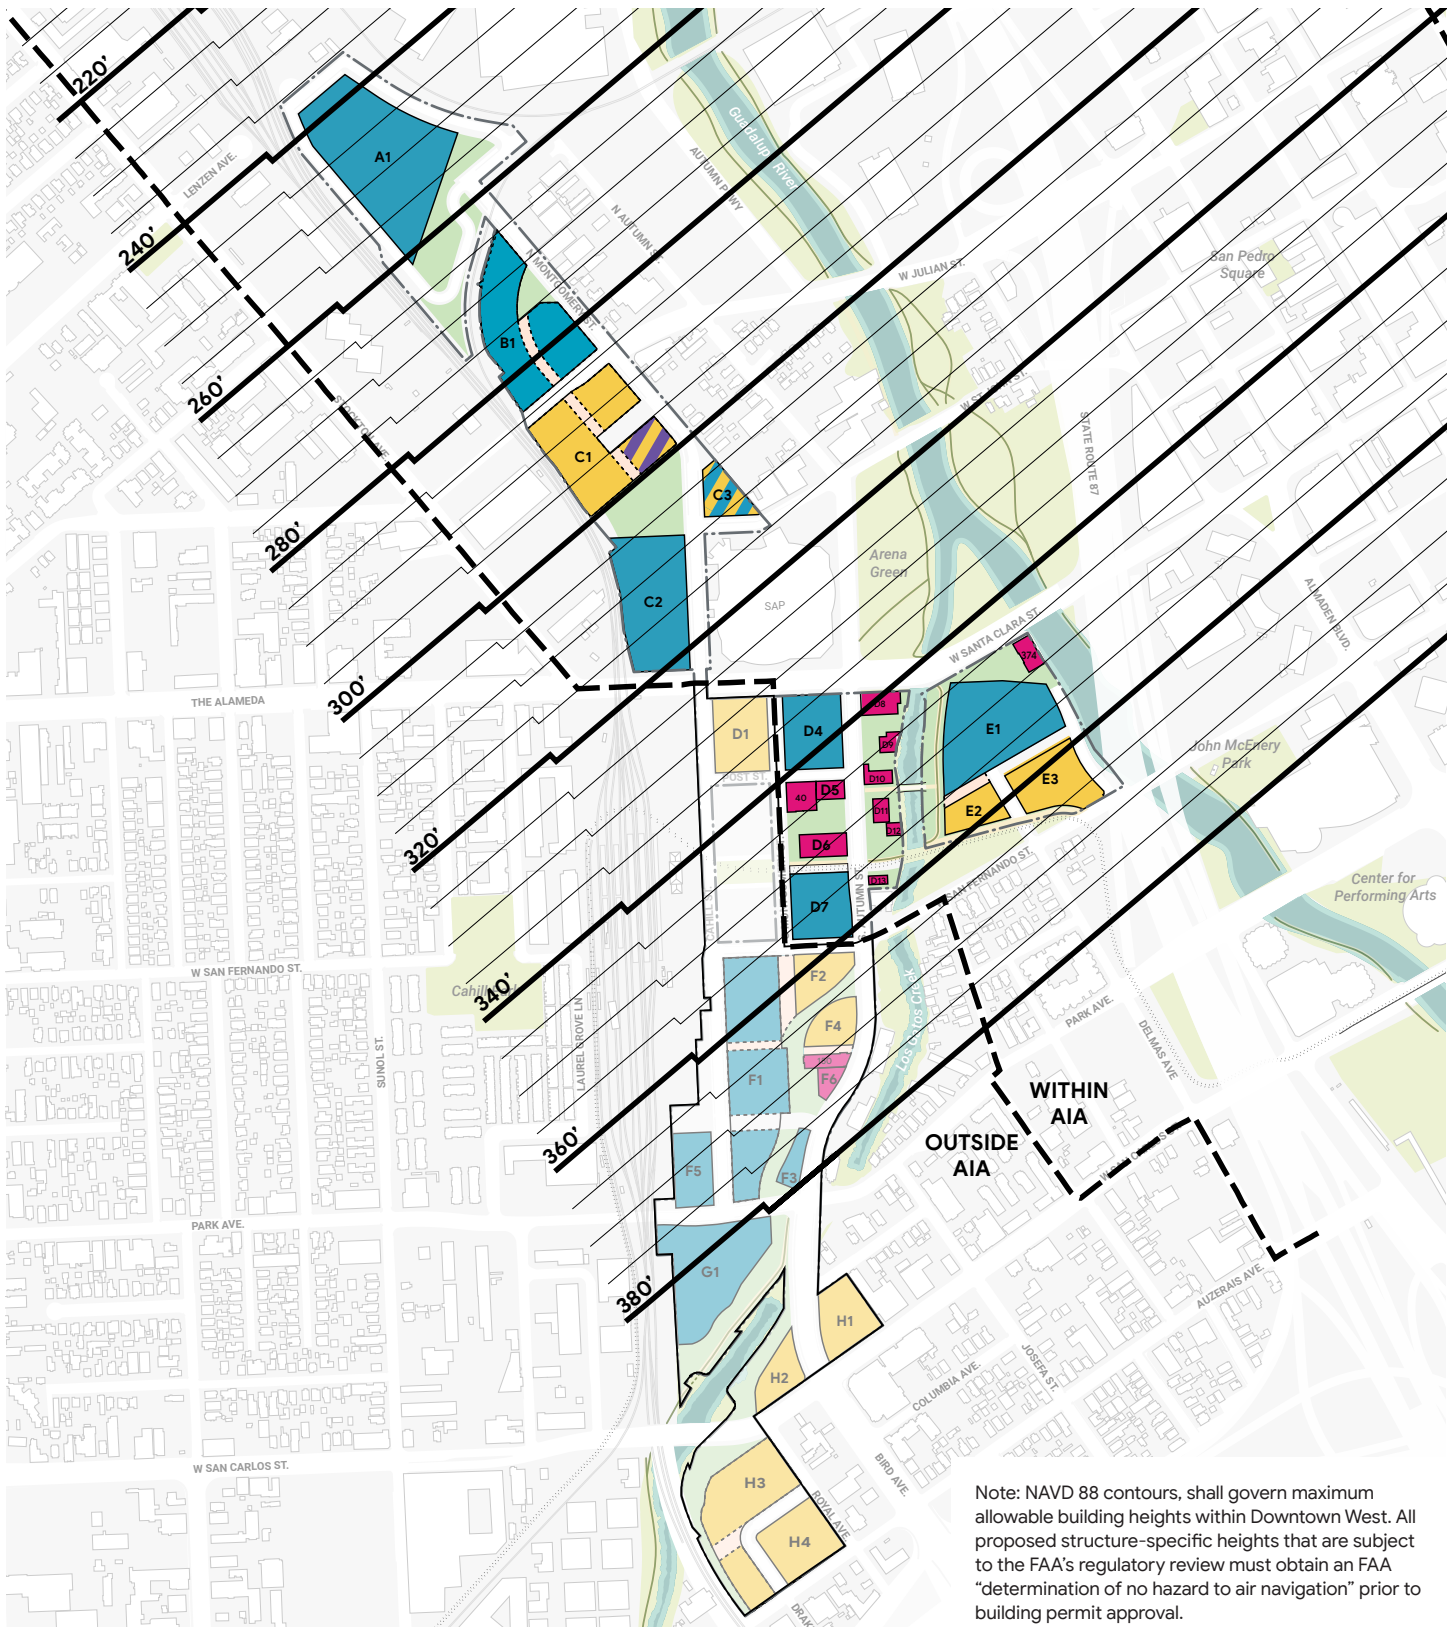 220'
240'
260'
280'
300'
320'
340'
360'
380'
LENZEN AVE.
A1
Guadalupe River
AUTUMN PKWY
N AUTUMN ST.
N MONTGOMERY ST.
W JULIAN ST.
San Pedro
Square
B1
C1
C3
STOCKTON AVE.
W ST. JOHN ST.
STATE ROUTE 87
Arena
Green
C2
SAP
ALMADEN BLVD.
W SANTA CLARA ST.
374
THE ALAMEDA
D1
D4
D8
D9
E1
John McEnery
Park
POST ST.
D10
E3
40
D5
D11
D12
E2
D6
D13
D7
S AUTUMN ST.
CAHILL ST.
SAN FERNANDO ST.
Center for
Performing Arts
W SAN FERNANDO ST.
F2
Los Gatos Creek
PARK AVE.
DELMAS AVE
F4
SUNOL ST.
LAUREL GROVE LN
F1
F6
WITHIN
AIA
OUTSIDE
AIA
F5
F3
PARK AVE.
G1
AUZERAIS AVE.
H1
H2
COLUMBIA AVE.
JOSEFA ST.
W SAN CARLOS ST.
BIRD AVE.
H3
ROYAL AVE
H4
Note: NAVD 88 contours, shall govern maximum
allowable building heights within Downtown West. All
proposed structure-specific heights that are subject
to the FAA's regulatory review must obtain an FAA
“determination of no hazard to air navigation” prior to
building permit approval.